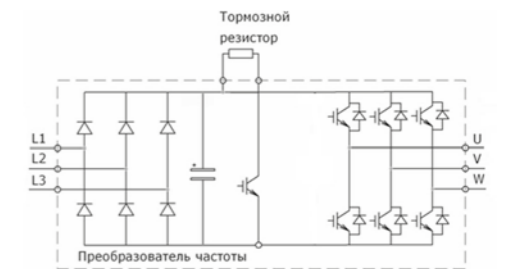 Тормозной
резистор
L1
L2
L3
U
V
W
Преобразователь частоты